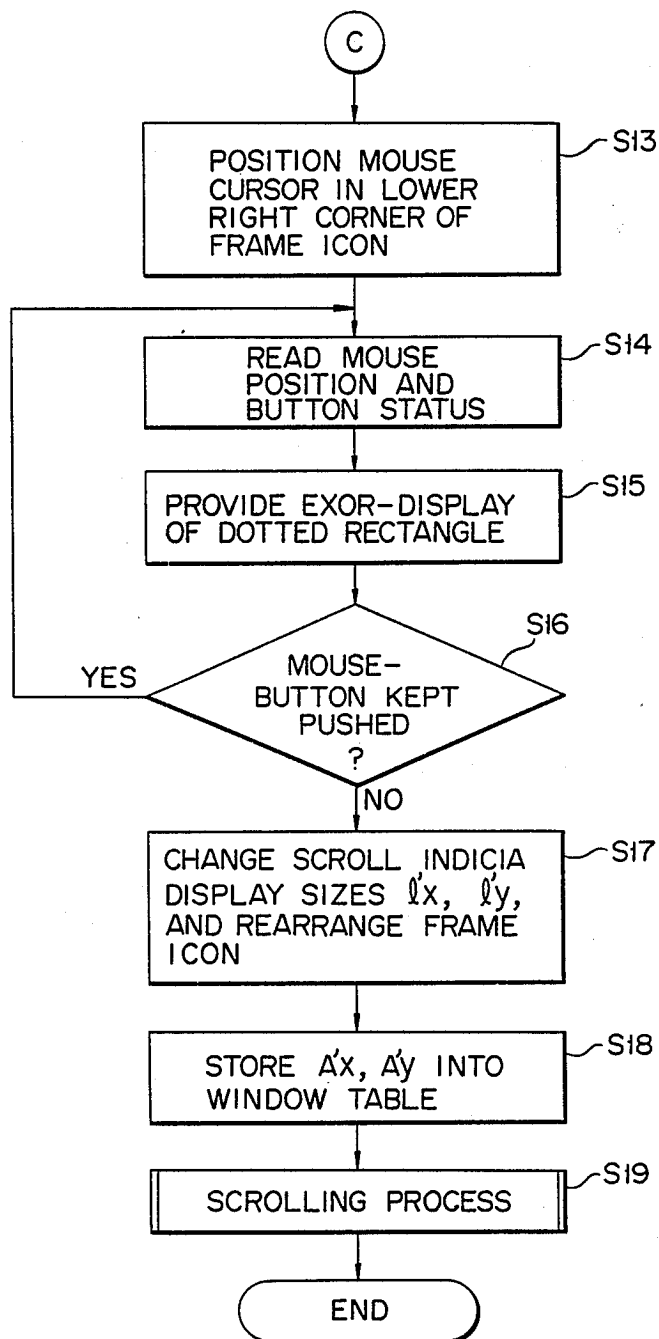 C
S13
POSITION MOUSE
CURSOR IN LOWER
RIGHT CORNER OF
FRAME ICON
S14
READ MOUSE
POSITION AND
BUTTON STATUS
S15
PROVIDE EXOR-DISPLAY
OF DOTTED RECTANGLE
S16
YES
MOUSE-
BUTTON KEPT
PUSHED
?
NO
S17
CHANGE SCROLL INDICIA
DISPLAY SIZES ℓ'x, ℓ'y,
AND REARRANGE FRAME
ICON
S18
STORE A'x, A'y INTO
WINDOW TABLE
S19
SCROLLING PROCESS
END